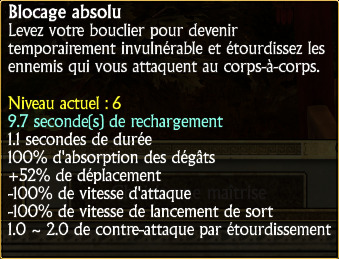 Blocage absolu
Levez votre bouclier pour devenir
temporairement invulnérable et étourdissez les
ennemis qui vous attaquent au corps-à-corps.
Niveau actuel : 6
9.7 seconde(s) de rechargement
1.1 secondes de durée
100% d'absorption des dégâts
+52% de déplacement
-100% de vitesse d'attaque
-100% de vitesse de lancement de sort
1.0 ~ 2.0 de contre-attaque par étourdissement